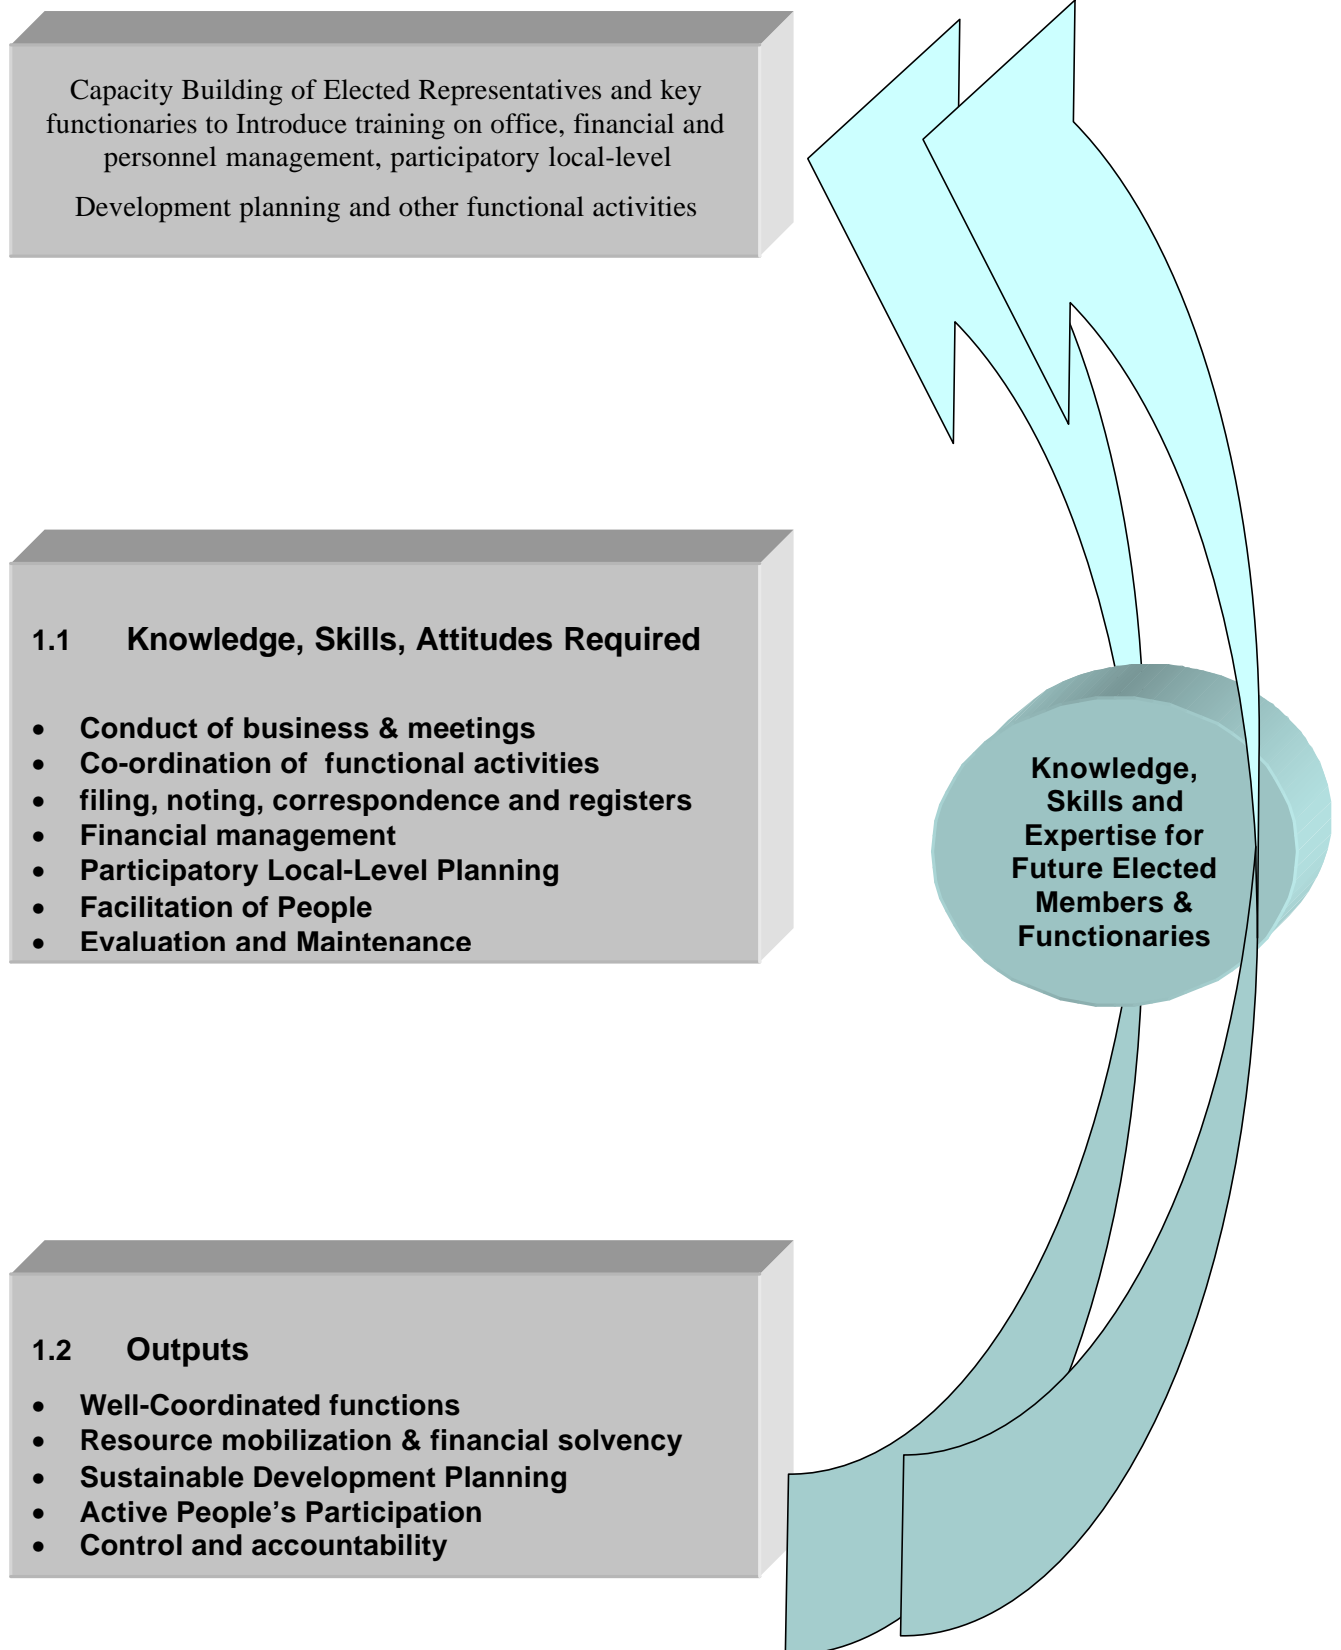 Capacity Building of Elected Representatives and key
functionaries to Introduce training on office, financial and
personnel management, participatory local-level
Development planning and other functional activities
1.1 Knowledge, Skills, Attitudes Required
• Conduct of business & meetings
• Co-ordination of functional activities
• filing, noting, correspondence and registers
• Financial management
• Participatory Local-Level Planning
• Facilitation of People
• Evaluation and Maintenance
Knowledge,
Skills and
Expertise for
Future Elected
Members &
Functionaries
1.2 Outputs
• Well-Coordinated functions
• Resource mobilization & financial solvency
• Sustainable Development Planning
• Active People’s Participation
• Control and accountability